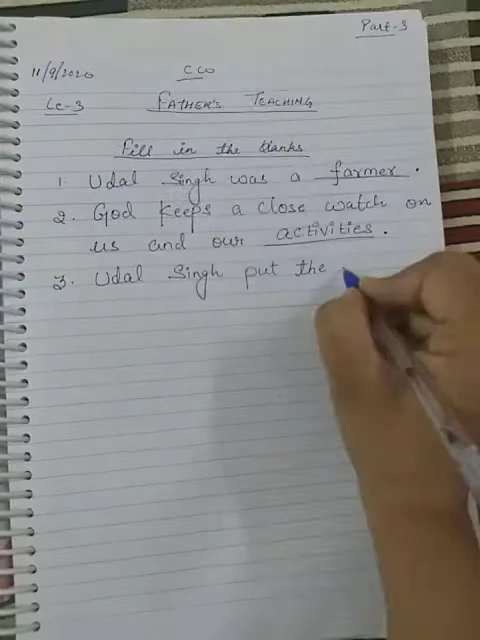 Part-3
11/9/2020 CCO
Le-3 FATHER'S TEACHING
Fill in the blanks
1. Udal Singh was a farmer.
2. God keeps a close watch on
us and our activities.
3. Udal Singh put the